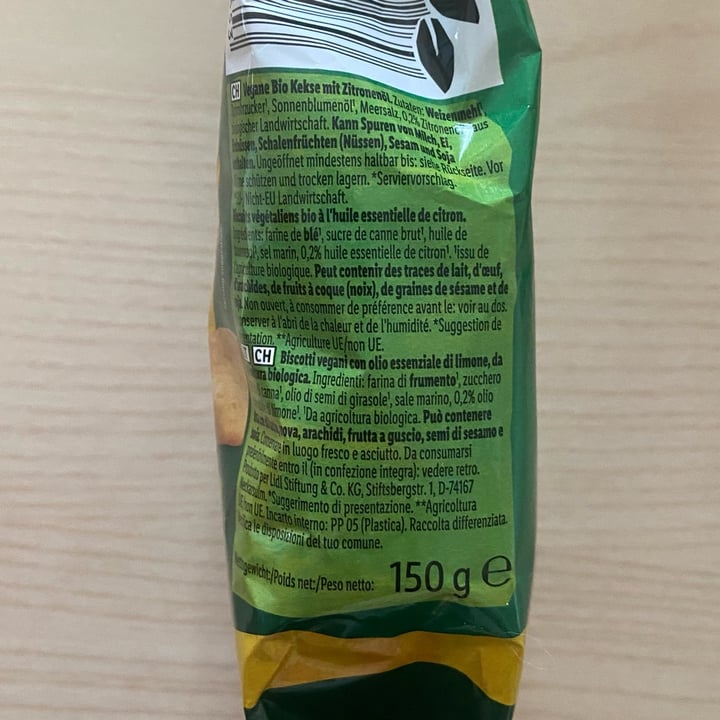 CH Vegane Bio Kekse mit Zitronenöl. Zutaten: Weizenmehl¹,
Sonnenblumenöl¹, Meersalz, 0,2% aus
Landwirtschaft. Kann Spuren von Milch, Ei,
Schalenfrüchten (Nüssen), Sesam und Soja
Ungeöffnet mindestens haltbar bis: siehe Rückseite. Vor
schützen und trocken lagern. *Serviervorschlag.
Nicht-EU Landwirtschaft.
végétaliens bio à l'huile essentielle de citron.
farine de blé¹, sucre de canne brut¹, huile de
sel marin, 0,2% huile essentielle de citron¹. ¹issu de
biologique. Peut contenir des traces de lait, d'œuf,
de fruits à coque (noix), de graines de sésame et de
Non ouvert, à consommer de préférence avant le: voir au dos.
à l'abri de la chaleur et de l'humidité. *Suggestion de
**Agriculture UE/non UE.
CH Biscotti vegani con olio essenziale di limone, da
biologica. Ingredienti: farina di frumento¹, zucchero
olio di semi di girasole¹, sale marino, 0,2% olio
limone¹. ¹Da agricoltura biologica. Può contenere
arachidi, frutta a guscio, semi di sesamo e
in luogo fresco e asciutto. Da consumarsi
entro il (in confezione integra): vedere retro.
per Lidl Stiftung & Co. KG, Stiftsbergstr. 1, D-74167
*Suggerimento di presentazione. **Agricoltura
UE. Incarto interno: PP 05 (Plastica). Raccolta differenziata.
le disposizioni del tuo comune.
/Poids net:/Peso netto: 150 g e